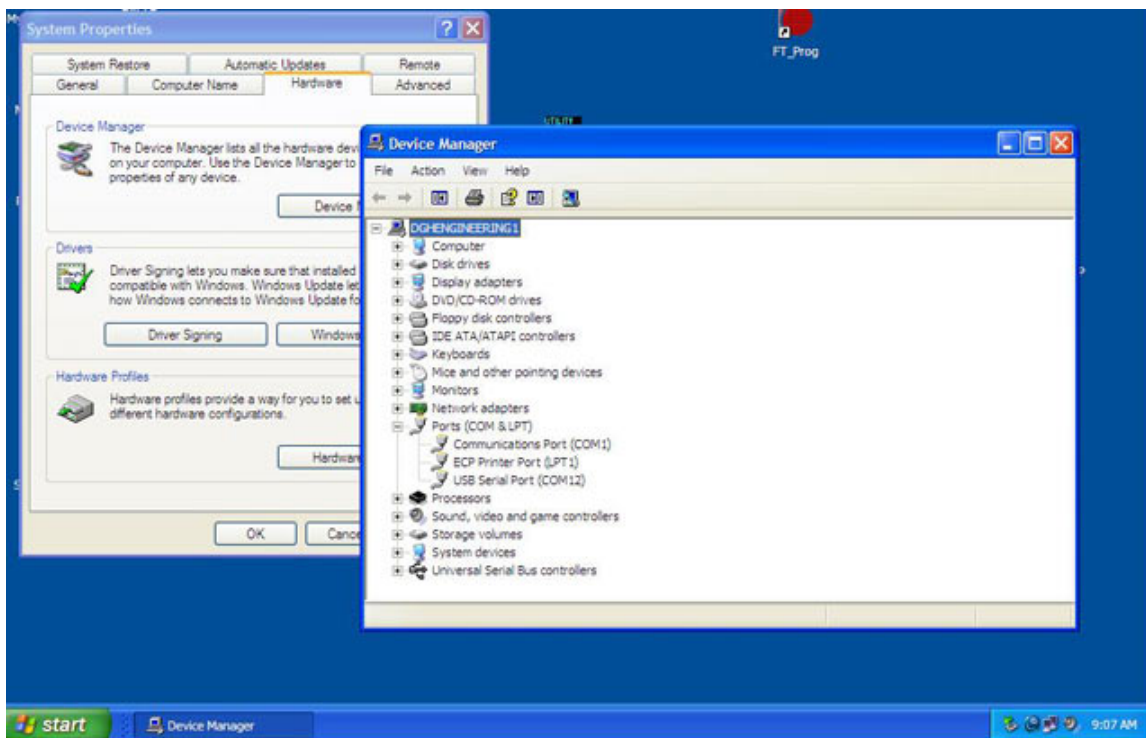 System Properties
System Restore
Automatic Updates
Remote
General
Computer Name
Hardware
Advanced
Device Manager
The Device Manager lists all the hardware devi
on your computer. Use the Device Manager to
properties of any device.
Device
Drivers
Driver Signing lets you make sure that installed
compatible with Windows. Windows Update let
how Windows connects to Windows Update fo
Driver Signing
Windows
Hardware Profiles
Hardware profiles provide a way for you to set u
different hardware configurations.
Hardware
OK
Cance
FT_Prog
UTILITY
Device Manager
File Action View Help
DGHENGINEERING1
Computer
Disk drives
Display adapters
DVD/CD-ROM drives
Floppy disk controllers
IDE ATA/ATAPI controllers
Keyboards
Mice and other pointing devices
Monitors
Network adapters
Ports (COM & LPT)
Communications Port (COM1)
ECP Printer Port (LPT1)
USB Serial Port (COM12)
Processors
Sound, video and game controllers
Storage volumes
System devices
Universal Serial Bus controllers
start
Device Manager
9:07 AM